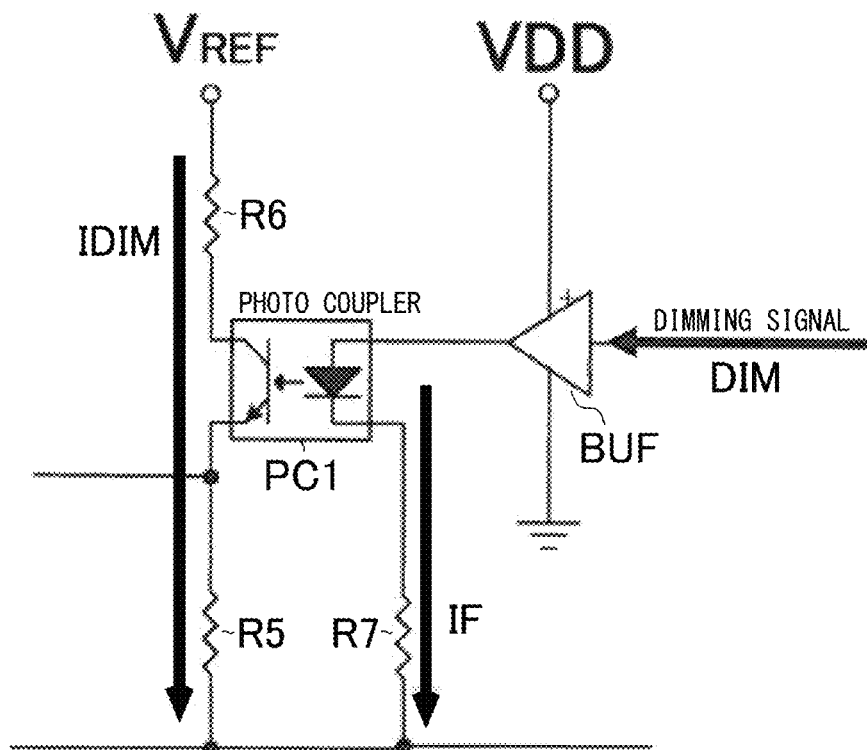 VREF
VDD
R6
IDIM
PHOTO COUPLER
+
DIMMING SIGNAL
DIM
BUF
PC1
R5
R7
IF